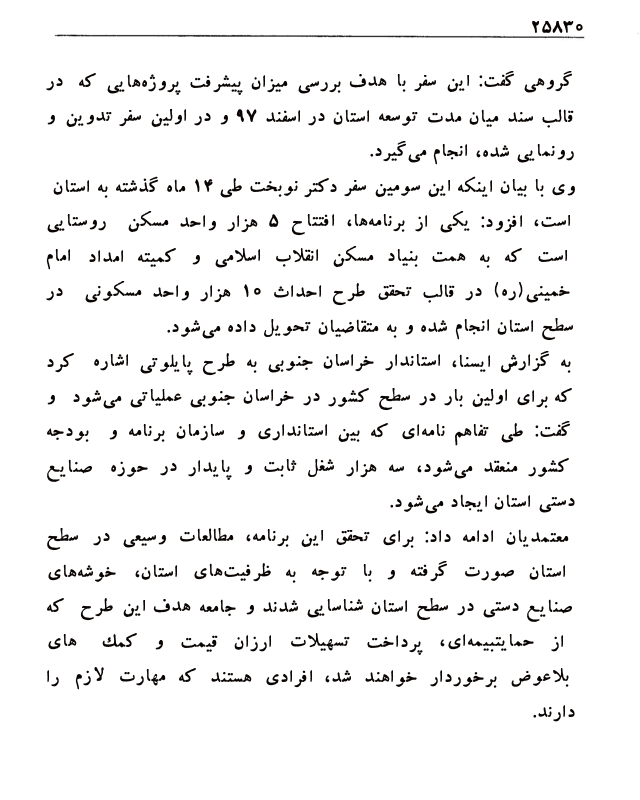 ۲۵۸۳۰
گروهی گفت: این سفر با هدف بررسی میزان پیشرفت پروژه‌هایی که در
قالب سند میان مدت توسعه استان در اسفند ۹۷ و در اولین سفر تدوین و
رونمایی شده، انجام می‌گیرد.
وی با بیان اینکه این سومین سفر دکتر نوبخت طی ۱۴ ماه گذشته به استان
است، افزود: یکی از برنامه‌ها، افتتاح ۵ هزار واحد مسکن روستایی
است که به همت بنیاد مسکن انقلاب اسلامی و کمیته امداد امام
خمینی(ره) در قالب تحقق طرح احداث ۱۰ هزار واحد مسکونی در
سطح استان انجام شده و به متقاضیان تحویل داده می‌شود.
به گزارش ایسنا، استاندار خراسان جنوبی به طرح پایلوتی اشاره کرد
که برای اولین بار در سطح کشور در خراسان جنوبی عملیاتی می‌شود و
گفت: طی تفاهم نامه‌ای که بین استانداری و سازمان برنامه و بودجه
کشور منعقد می‌شود، سه هزار شغل ثابت و پایدار در حوزه صنایع
دستی استان ایجاد می‌شود.
معتمدیان ادامه داد: برای تحقق این برنامه، مطالعات وسیعی در سطح
استان صورت گرفته و با توجه به ظرفیت‌های استان، خوشه‌های
صنایع دستی در سطح استان شناسایی شدند و جامعه هدف این طرح که
از حمایتبیمه‌ای، پرداخت تسهیلات ارزان قیمت و کمك های
بلاعوض برخوردار خواهند شد، افرادی هستند که مهارت لازم را
دارند.